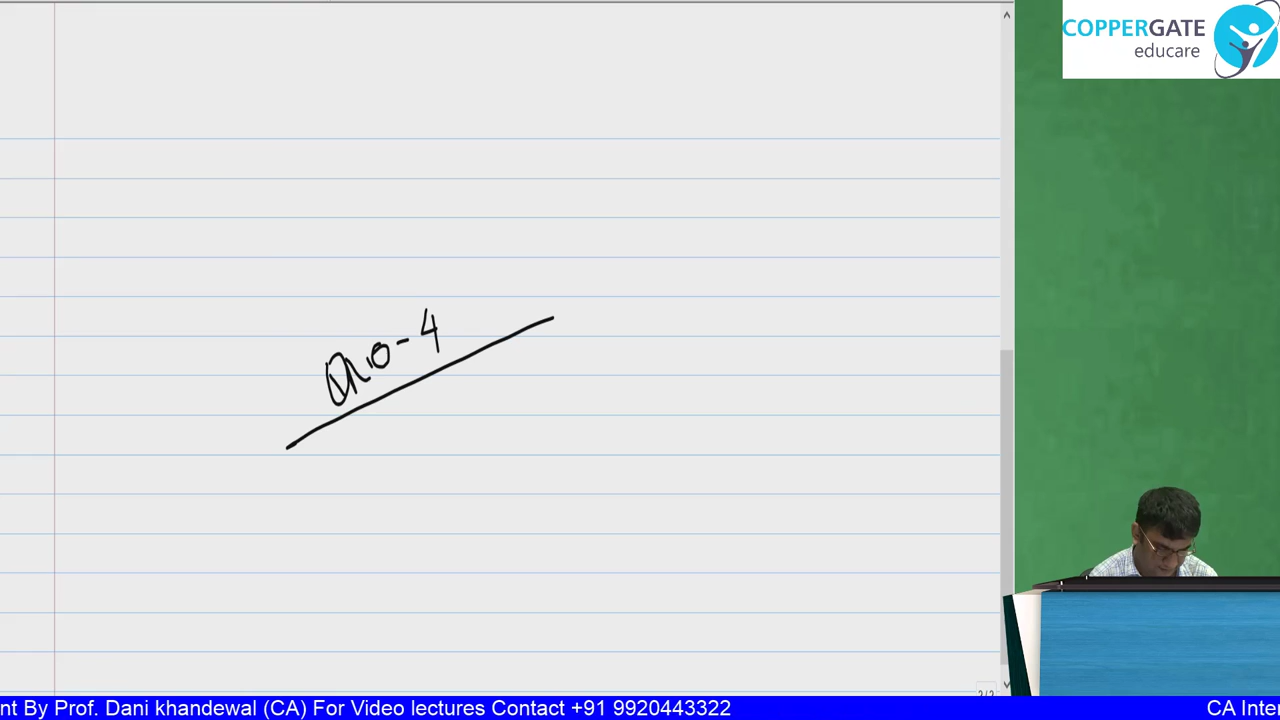 COPPERGATE
educare
Q.no-4
nt By Prof. Dani khandewal (CA) For Video lectures Contact +91 9920443322
CA Inter